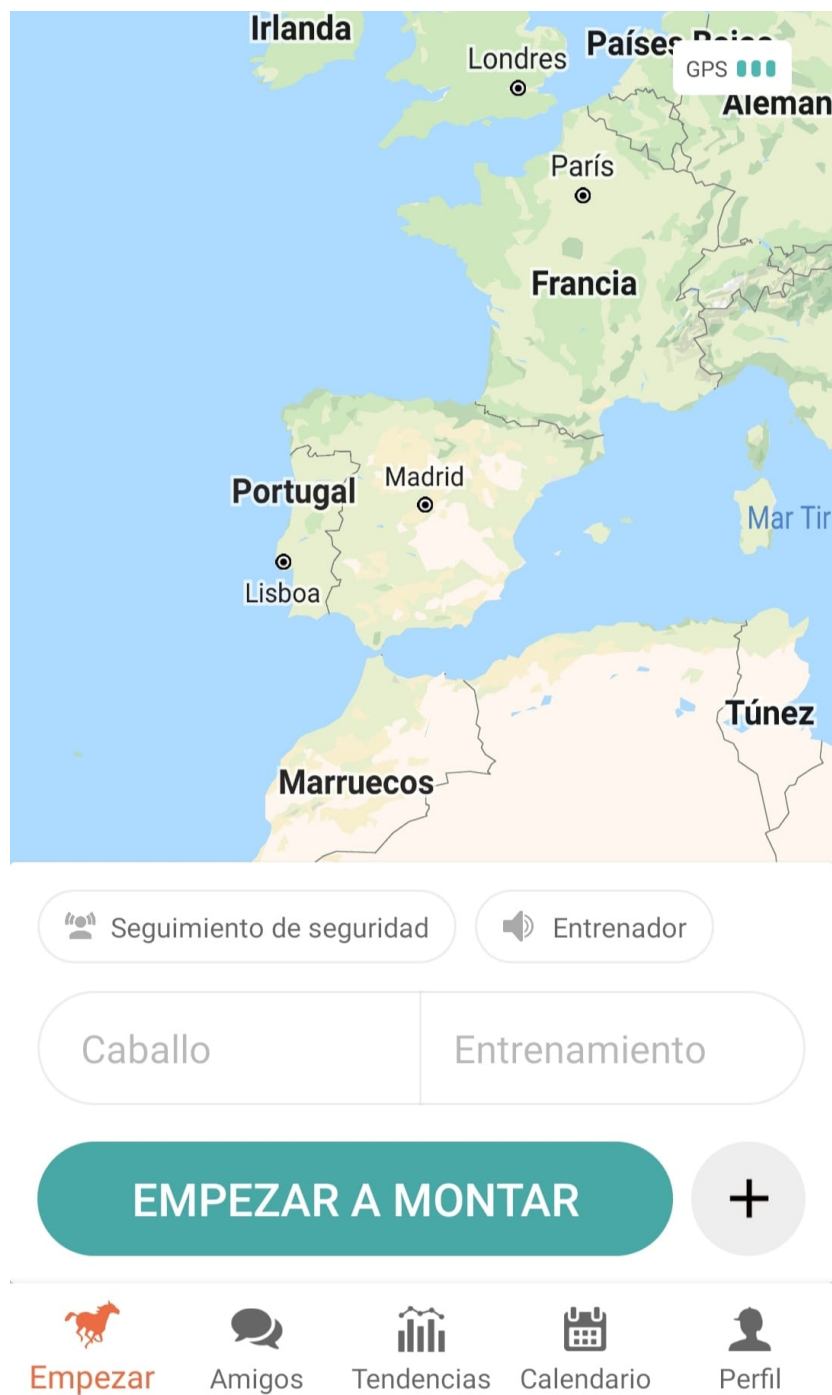 Irlanda
Londres
Países
GPS
Aleman
París
Francia
Portugal
Madrid
Mar Tir
Lisboa
Túnez
Marruecos
Seguimiento de seguridad
Entrenador
Caballo
Entrenamiento
EMPEZAR A MONTAR
+
Empezar
Amigos
Tendencias
Calendario
Perfil